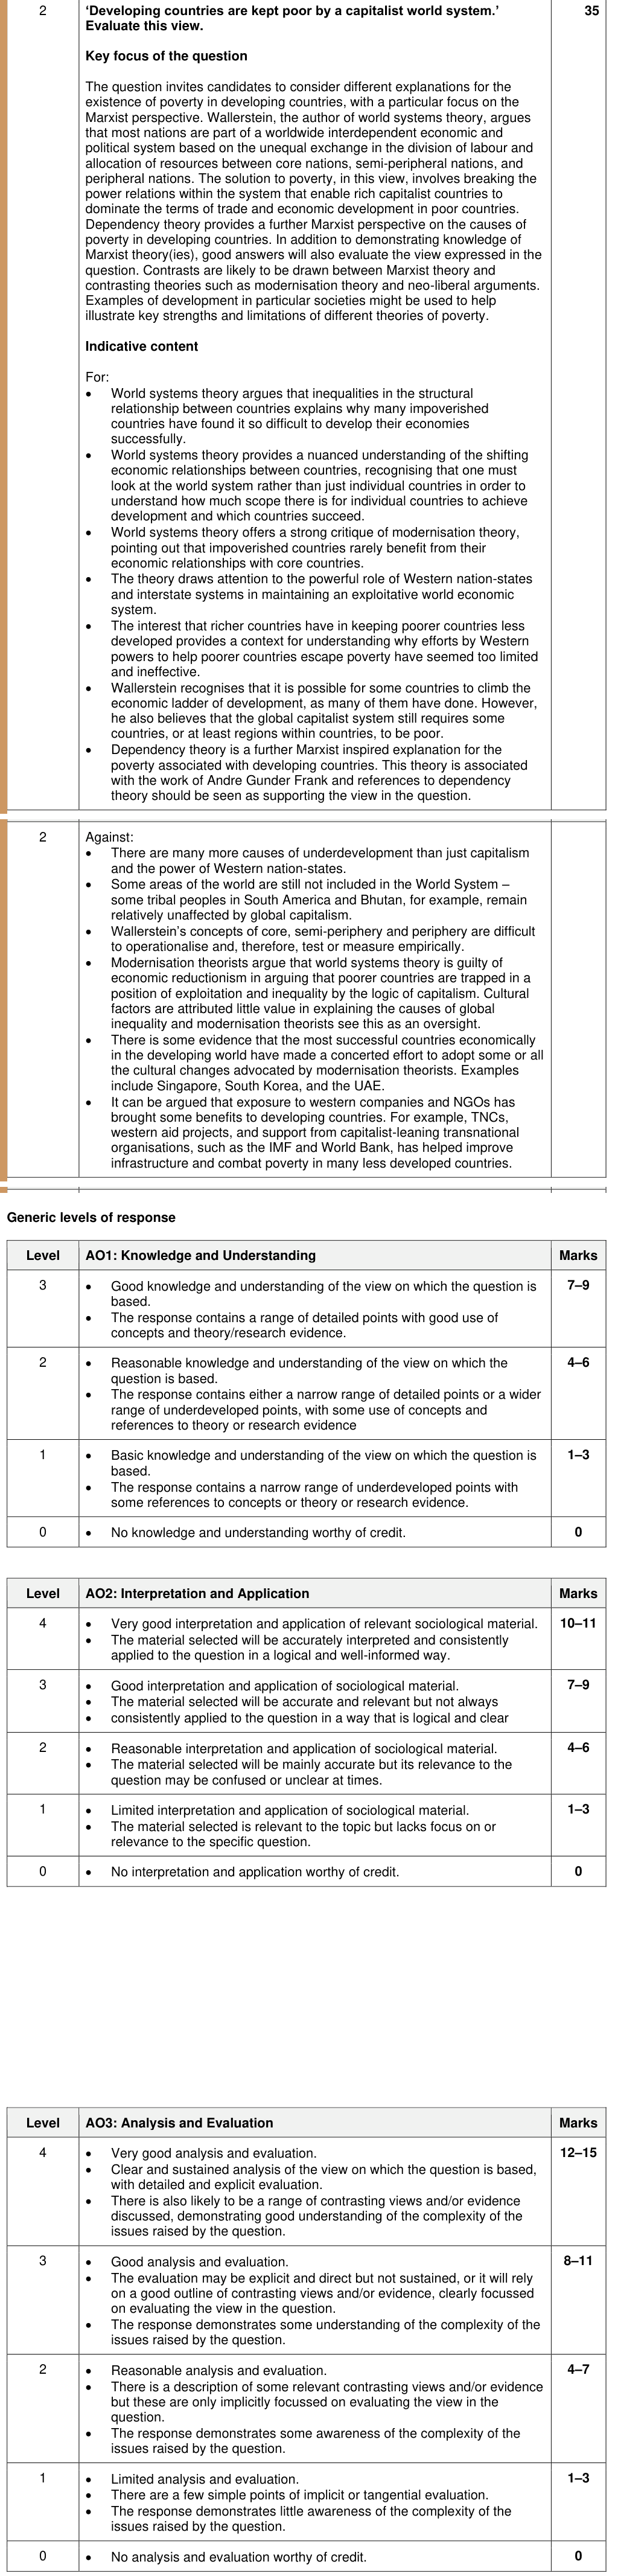 2
‘Developing countries are kept poor by a capitalist world system.’
35
Evaluate this view.
Key focus of the question
The question invites candidates to consider different explanations for the
existence of poverty in developing countries, with a particular focus on the
Marxist perspective. Wallerstein, the author of world systems theory, argues
that most nations are part of a worldwide interdependent economic and
political system based on the unequal exchange in the division of labour and
allocation of resources between core nations, semi-peripheral nations, and
peripheral nations. The solution to poverty, in this view, involves breaking the
power relations within the system that enable rich capitalist countries to
dominate the terms of trade and economic development in poor countries.
Dependency theory provides a further Marxist perspective on the causes of
poverty in developing countries. In addition to demonstrating knowledge of
Marxist theory(ies), good answers will also evaluate the view expressed in the
question. Contrasts are likely to be drawn between Marxist theory and
contrasting theories such as modernisation theory and neo-liberal arguments.
Examples of development in particular societies might be used to help
illustrate key strengths and limitations of different theories of poverty.
Indicative content
For:
• World systems theory argues that inequalities in the structural
relationship between countries explains why many impoverished
countries have found it so difficult to develop their economies
successfully.
• World systems theory provides a nuanced understanding of the shifting
economic relationships between countries, recognising that one must
look at the world system rather than just individual countries in order to
understand how much scope there is for individual countries to achieve
development and which countries succeed.
• World systems theory offers a strong critique of modernisation theory,
pointing out that impoverished countries rarely benefit from their
economic relationships with core countries.
• The theory draws attention to the powerful role of Western nation-states
and interstate systems in maintaining an exploitative world economic
system.
• The interest that richer countries have in keeping poorer countries less
developed provides a context for understanding why efforts by Western
powers to help poorer countries escape poverty have seemed too limited
and ineffective.
• Wallerstein recognises that it is possible for some countries to climb the
economic ladder of development, as many of them have done. However,
he also believes that the global capitalist system still requires some
countries, or at least regions within countries, to be poor.
• Dependency theory is a further Marxist inspired explanation for the
poverty associated with developing countries. This theory is associated
with the work of Andre Gunder Frank and references to dependency
theory should be seen as supporting the view in the question.
2
Against:
• There are many more causes of underdevelopment than just capitalism
and the power of Western nation-states.
• Some areas of the world are still not included in the World System –
some tribal peoples in South America and Bhutan, for example, remain
relatively unaffected by global capitalism.
• Wallerstein’s concepts of core, semi-periphery and periphery are difficult
to operationalise and, therefore, test or measure empirically.
• Modernisation theorists argue that world systems theory is guilty of
economic reductionism in arguing that poorer countries are trapped in a
position of exploitation and inequality by the logic of capitalism. Cultural
factors are attributed little value in explaining the causes of global
inequality and modernisation theorists see this as an oversight.
• There is some evidence that the most successful countries economically
in the developing world have made a concerted effort to adopt some or all
the cultural changes advocated by modernisation theorists. Examples
include Singapore, South Korea, and the UAE.
• It can be argued that exposure to western companies and NGOs has
brought some benefits to developing countries. For example, TNCs,
western aid projects, and support from capitalist-leaning transnational
organisations, such as the IMF and World Bank, has helped improve
infrastructure and combat poverty in many less developed countries.
Generic levels of response
Level
AO1: Knowledge and Understanding
Marks
3
• Good knowledge and understanding of the view on which the question is
7–9
based.
• The response contains a range of detailed points with good use of
concepts and theory/research evidence.
2
• Reasonable knowledge and understanding of the view on which the
4–6
question is based.
• The response contains either a narrow range of detailed points or a wider
range of underdeveloped points, with some use of concepts and
references to theory or research evidence
1
• Basic knowledge and understanding of the view on which the question is
1–3
based.
• The response contains a narrow range of underdeveloped points with
some references to concepts or theory or research evidence.
0
• No knowledge and understanding worthy of credit.
0
Level
AO2: Interpretation and Application
Marks
4
• Very good interpretation and application of relevant sociological material.
10–11
• The material selected will be accurately interpreted and consistently
applied to the question in a logical and well-informed way.
3
• Good interpretation and application of sociological material.
7–9
• The material selected will be accurate and relevant but not always
• consistently applied to the question in a way that is logical and clear
2
• Reasonable interpretation and application of sociological material.
4–6
• The material selected will be mainly accurate but its relevance to the
question may be confused or unclear at times.
1
• Limited interpretation and application of sociological material.
1–3
• The material selected is relevant to the topic but lacks focus on or
relevance to the specific question.
0
• No interpretation and application worthy of credit.
0
Level
AO3: Analysis and Evaluation
Marks
4
• Very good analysis and evaluation.
12–15
• Clear and sustained analysis of the view on which the question is based,
with detailed and explicit evaluation.
• There is also likely to be a range of contrasting views and/or evidence
discussed, demonstrating good understanding of the complexity of the
issues raised by the question.
3
• Good analysis and evaluation.
8–11
• The evaluation may be explicit and direct but not sustained, or it will rely
on a good outline of contrasting views and/or evidence, clearly focussed
on evaluating the view in the question.
• The response demonstrates some understanding of the complexity of the
issues raised by the question.
2
• Reasonable analysis and evaluation.
4–7
• There is a description of some relevant contrasting views and/or evidence
but these are only implicitly focussed on evaluating the view in the
question.
• The response demonstrates some awareness of the complexity of the
issues raised by the question.
1
• Limited analysis and evaluation.
1–3
• There are a few simple points of implicit or tangential evaluation.
• The response demonstrates little awareness of the complexity of the
issues raised by the question.
0
• No analysis and evaluation worthy of credit.
0